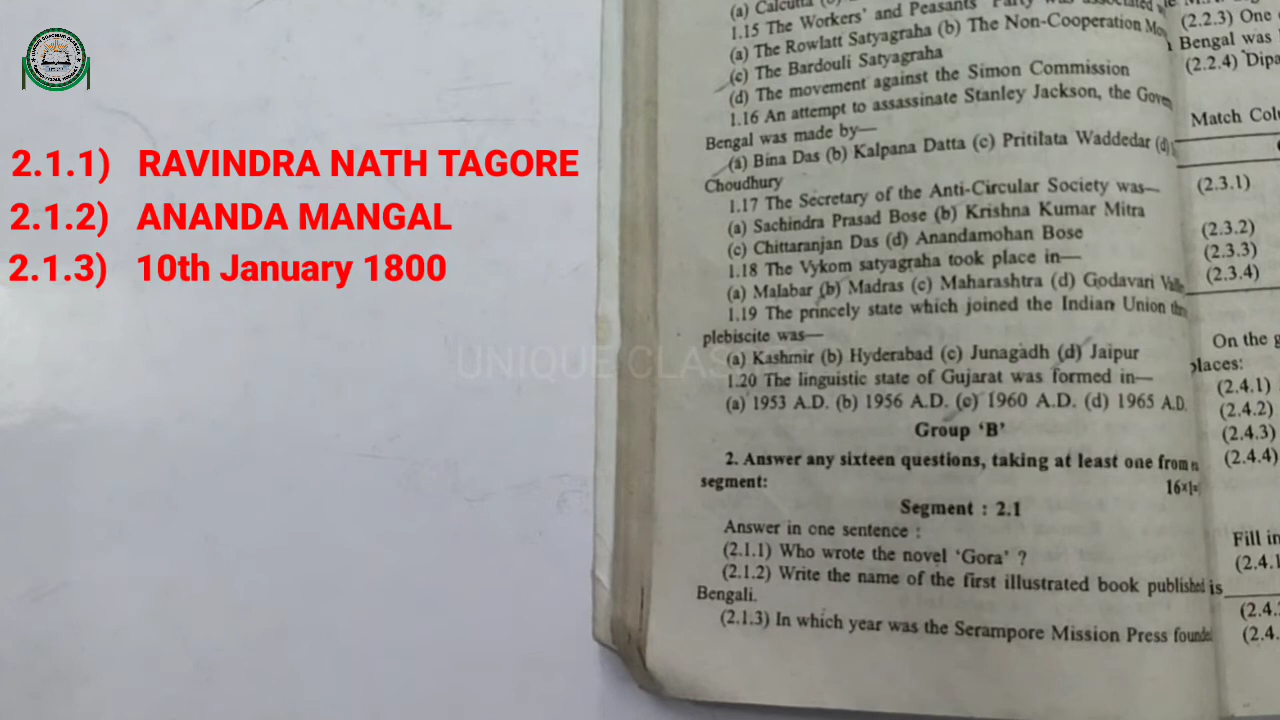 2.1.1) RAVINDRA NATH TAGORE
2.1.2) ANANDA MANGAL
2.1.3) 10th January 1800
UNIQUE CLAS
(a) Calcutta
1.15 The Workers' and Peasants' Party was associated
(a) The Rowlatt Satyagraha (b) The Non-Cooperation
(c) The Bardouli Satyagraha
(d) The movement against the Simon Commission
1.16 An attempt to assassinate Stanley Jackson, the
Bengal was made by—
(a) Bina Das (b) Kalpana Datta (c) Pritilata Waddedar (d)
Choudhury
1.17 The Secretary of the Anti-Circular Society was—
(a) Sachindra Prasad Bose (b) Krishna Kumar Mitra
(c) Chittaranjan Das (d) Anandamohan Bose
1.18 The Vykom satyagraha took place in—
(a) Malabar (b) Madras (c) Maharashtra (d) Godavari
1.19 The princely state which joined the Indian Union
plebiscite was—
(a) Kashmir (b) Hyderabad (c) Junagadh (d) Jaipur
1.20 The linguistic state of Gujarat was formed in—
(a) 1953 A.D. (b) 1956 A.D. (c) 1960 A.D. (d) 1965 A.D.
Group 'B'
2. Answer any sixteen questions, taking at least one from
segment:
Segment : 2.1
Answer in one sentence :
(2.1.1) Who wrote the novel 'Gora' ?
(2.1.2) Write the name of the first illustrated book published
Bengali.
(2.1.3) In which year was the Serampore Mission Press
(2.2.3) One
Bengal was
(2.2.4)
Match
(2.3.1)
(2.3.2)
(2.3.3)
(2.3.4)
On the
places:
(2.4.1)
(2.4.2)
(2.4.3)
(2.4.4)
Fill in
(2.4.
is
(2.4.
(2.4.